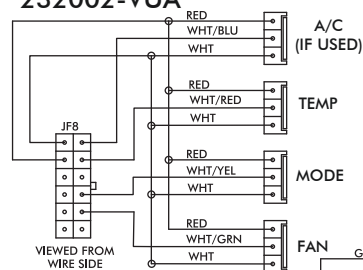 232002-VUA
RED
WHT/BLU
WHT
A/C
(IF USED)
RED
WHT/RED
WHT
TEMP
JF8
RED
WHT/YEL
WHT
MODE
RED
WHT/GRN
WHT
FAN
VIEWED FROM
WIRE SIDE
G